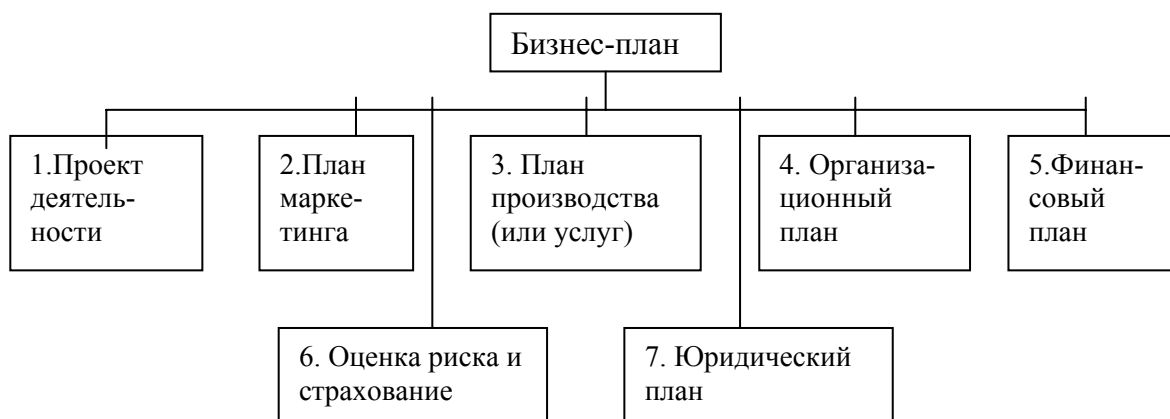 Бизнес-план
1.Проект
деятель-
ности
2.План
марке-
тинга
3. План
производства
(или услуг)
4. Организа-
ционный
план
5.Финан-
совый
план
6. Оценка риска и
страхование
7. Юридический
план